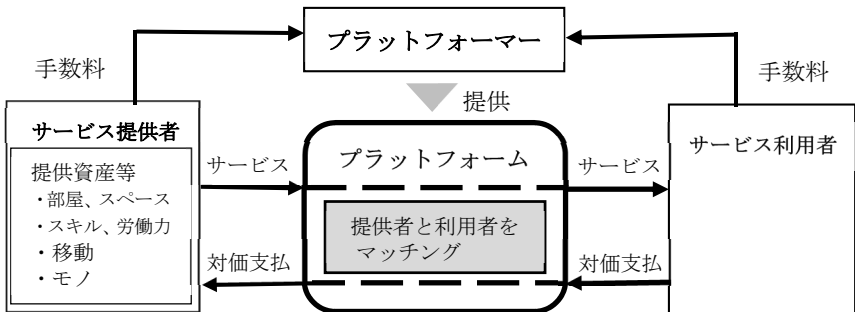 プラットフォーマー
手数料
手数料
提供
サービス提供者
提供資産等
・部屋、スペース
・スキル、労働力
・移動
・モノ
サービス
対価支払
プラットフォーム
提供者と利用者を
マッチング
サービス
対価支払
サービス利用者